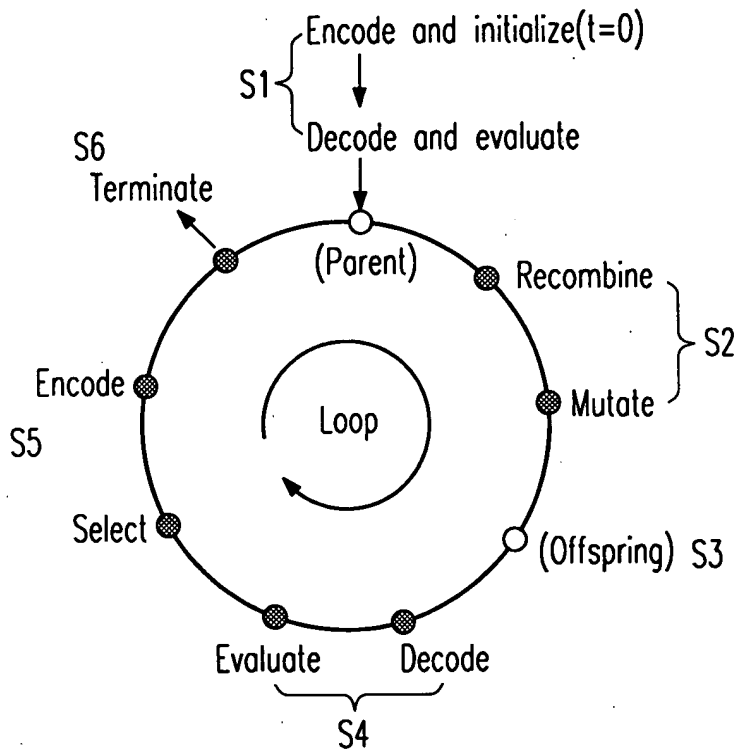 Encode and initialize(t=0)
S1
Decode and evaluate
S6
Terminate
(Parent)
Recombine
S2
Encode
Loop
Mutate
S5
Select
(Offspring) S3
Evaluate
Decode
S4